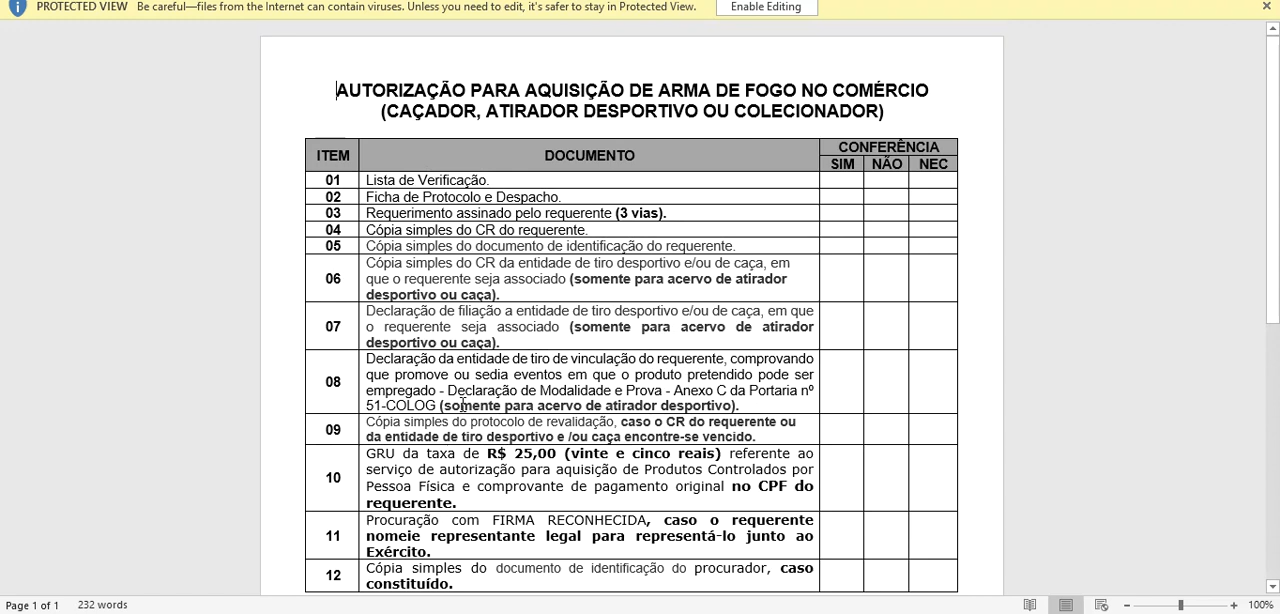 PROTECTED VIEW Be careful—files from the Internet can contain viruses. Unless you need to edit, it's safer to stay in Protected View. Enable Editing
AUTORIZAÇÃO PARA AQUISIÇÃO DE ARMA DE FOGO NO COMÉRCIO
(CAÇADOR, ATIRADOR DESPORTIVO OU COLECIONADOR)
ITEM DOCUMENTO CONFERÊNCIA
SIM NÃO NEC
01 Lista de Verificação.
02 Ficha de Protocolo e Despacho.
03 Requerimento assinado pelo requerente (3 vias).
04 Cópia simples do CR do requerente.
05 Cópia simples do documento de identificação do requerente.
06 Cópia simples do CR da entidade de tiro desportivo e/ou de caça, em
que o requerente seja associado (somente para acervo de atirador
desportivo ou caça).
07 Declaração de filiação a entidade de tiro desportivo e/ou de caça, em que
o requerente seja associado (somente para acervo de atirador
desportivo ou caça).
08 Declaração da entidade de tiro de vinculação do requerente, comprovando
que promove ou sedia eventos em que o produto pretendido pode ser
empregado - Declaração de Modalidade e Prova - Anexo C da Portaria nº
51-COLOG (somente para acervo de atirador desportivo).
09 Cópia simples do protocolo de revalidação, caso o CR do requerente ou
da entidade de tiro desportivo e /ou caça encontre-se vencido.
10 GRU da taxa de R$ 25,00 (vinte e cinco reais) referente ao
serviço de autorização para aquisição de Produtos Controlados por
Pessoa Física e comprovante de pagamento original no CPF do
requerente.
11 Procuração com FIRMA RECONHECIDA, caso o requerente
nomeie representante legal para representá-lo junto ao
Exército.
12 Cópia simples do documento de identificação do procurador, caso
constituído.
Page 1 of 1 232 words 100%